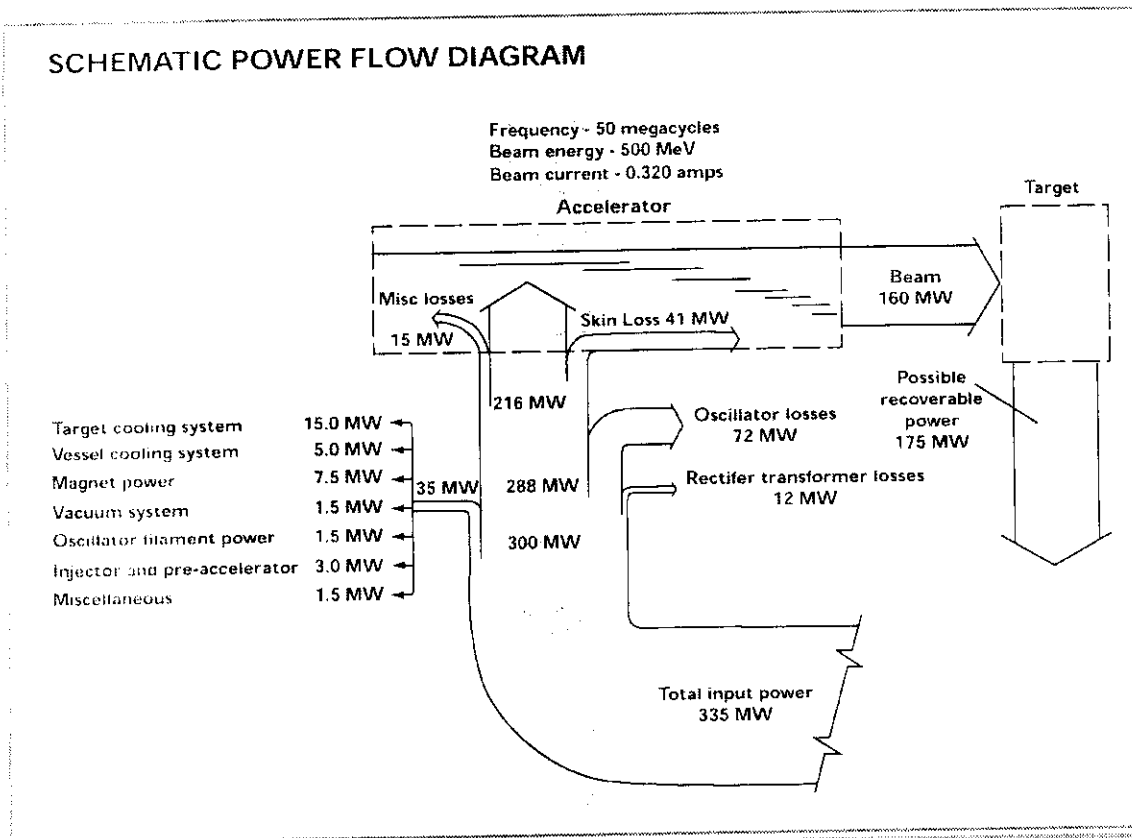 SCHEMATIC POWER FLOW DIAGRAM
Frequency - 50 megacycles
Beam energy - 500 MeV
Beam current - 0.320 amps
Accelerator
Target
Misc losses
15 MW
Skin Loss 41 MW
Beam
160 MW
216 MW
Oscillator losses
72 MW
Possible
recoverable
power
175 MW
Rectifer transformer losses
12 MW
288 MW
300 MW
35 MW
Target cooling system 15.0 MW
Vessel cooling system 5.0 MW
Magnet power 7.5 MW
Vacuum system 1.5 MW
Oscillator filament power 1.5 MW
Injector and pre-accelerator 3.0 MW
Miscellaneous 1.5 MW
Total input power
335 MW